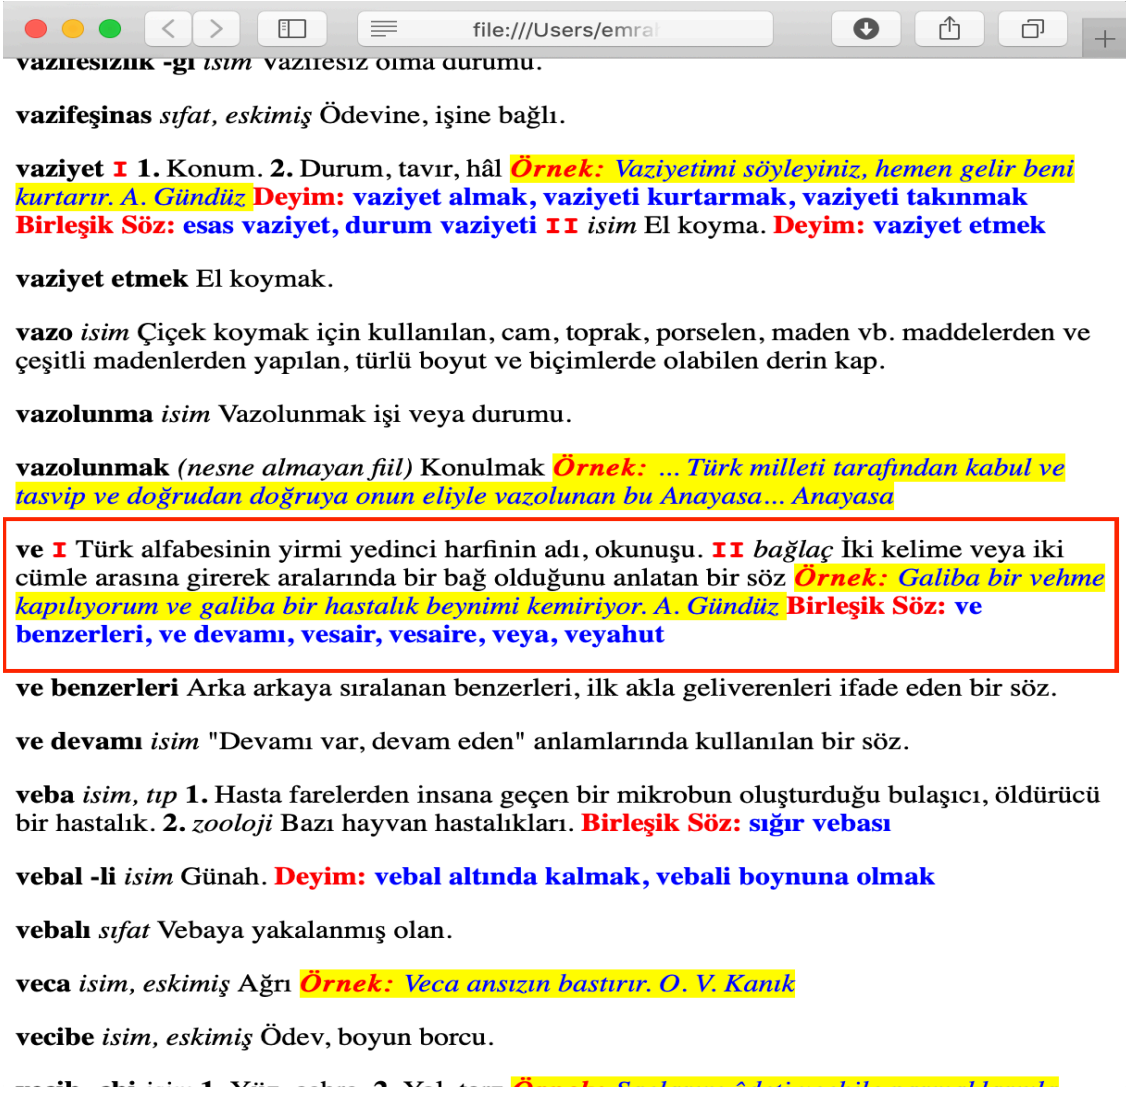 file:///Users/emrah
vazifesizlik -ği isim Vazifesiz olma durumu.
vazifeşinas sıfat, eskimiş Ödevine, işine bağlı.
vaziyet I 1. Konum. 2. Durum, tavır, hâl Örnek: Vaziyetimi söyleyiniz, hemen gelir beni
kurtarır. A. Gündüz Deyim: vaziyet almak, vaziyeti kurtarmak, vaziyeti takınmak
Birleşik Söz: esas vaziyet, durum vaziyeti II isim El koyma. Deyim: vaziyet etmek
vaziyet etmek El koymak.
vazo isim Çiçek koymak için kullanılan, cam, toprak, porselen, maden vb. maddelerden ve
çeşitli madenlerden yapılan, türlü boyut ve biçimlerde olabilen derin kap.
vazolunma isim Vazolunmak işi veya durumu.
vazolunmak (nesne almayan fiil) Konulmak Örnek: ... Türk milleti tarafından kabul ve
tasvip ve doğrudan doğruya onun eliyle vazolunan bu Anayasa... Anayasa
ve I Türk alfabesinin yirmi yedinci harfinin adı, okunuşu. II bağlaç İki kelime veya iki
cümle arasına girerek aralarında bir bağ olduğunu anlatan bir söz Örnek: Galiba bir vehme
kapılıyorum ve galiba bir hastalık beynimi kemiriyor. A. Gündüz Birleşik Söz: ve
benzerleri, ve devamı, vesair, vesaire, veya, veyahut
ve benzerleri Arka arkaya sıralanan benzerleri, ilk akla geliverenleri ifade eden bir söz.
ve devamı isim "Devamı var, devam eden" anlamlarında kullanılan bir söz.
veba isim, tıp 1. Hasta farelerden insana geçen bir mikrobun oluşturduğu bulaşıcı, öldürücü
bir hastalık. 2. zooloji Bazı hayvan hastalıkları. Birleşik Söz: sığır vebası
vebal -li isim Günah. Deyim: vebal altında kalmak, vebali boynuna olmak
vebalı sıfat Vebaya yakalanmış olan.
veca isim, eskimiş Ağrı Örnek: Veca ansızın bastırır. O. V. Kanık
vecibe isim, eskimiş Ödev, boyun borcu.